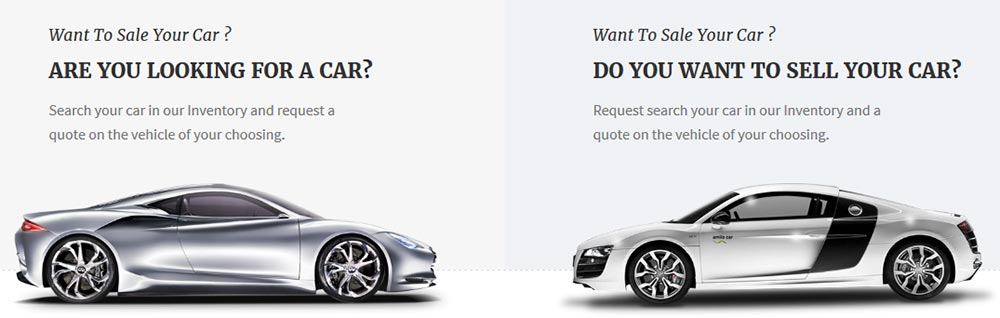 Want To Sale Your Car ?
ARE YOU LOOKING FOR A CAR?
Search your car in our Inventory and request a
quote on the vehicle of your choosing.
Want To Sale Your Car ?
DO YOU WANT TO SELL YOUR CAR?
Request search your car in our Inventory and a
quote on the vehicle of your choosing.
amila car